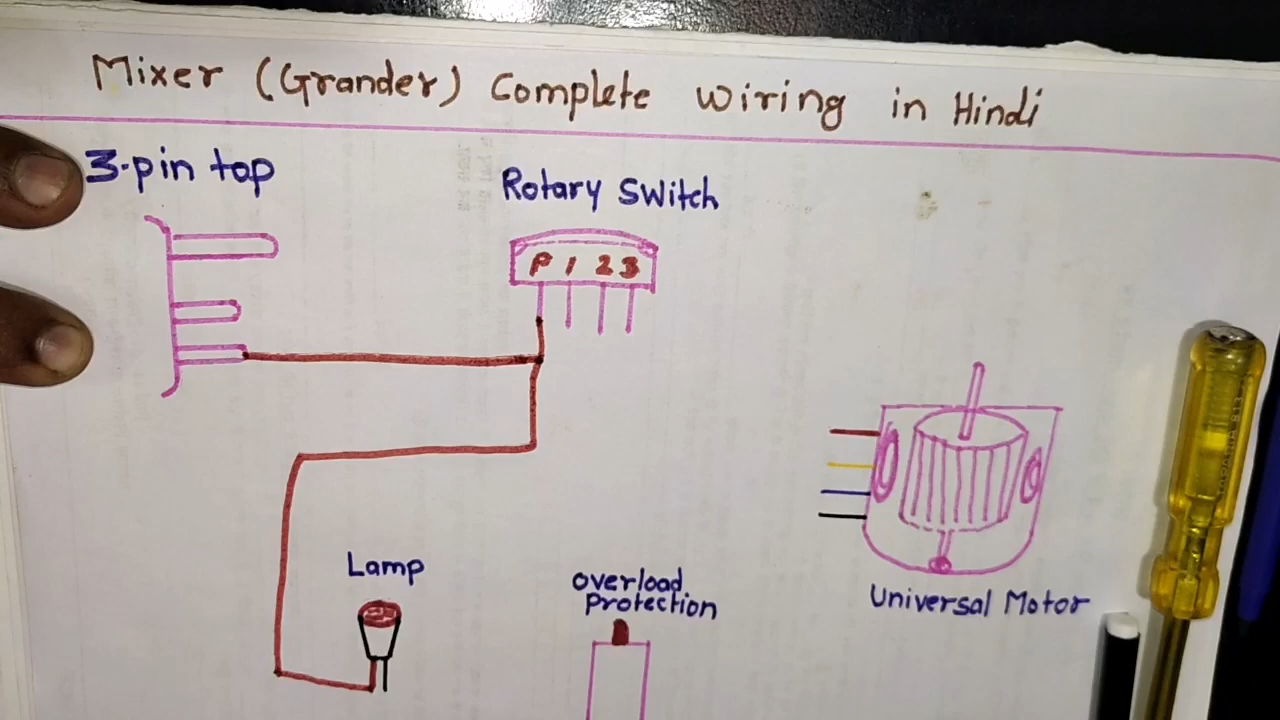 Mixer (Grander) Complete wiring in Hindi
3-pin top
Rotary Switch
P 1 2 3
Lamp
overload
Protection
Universal Motor